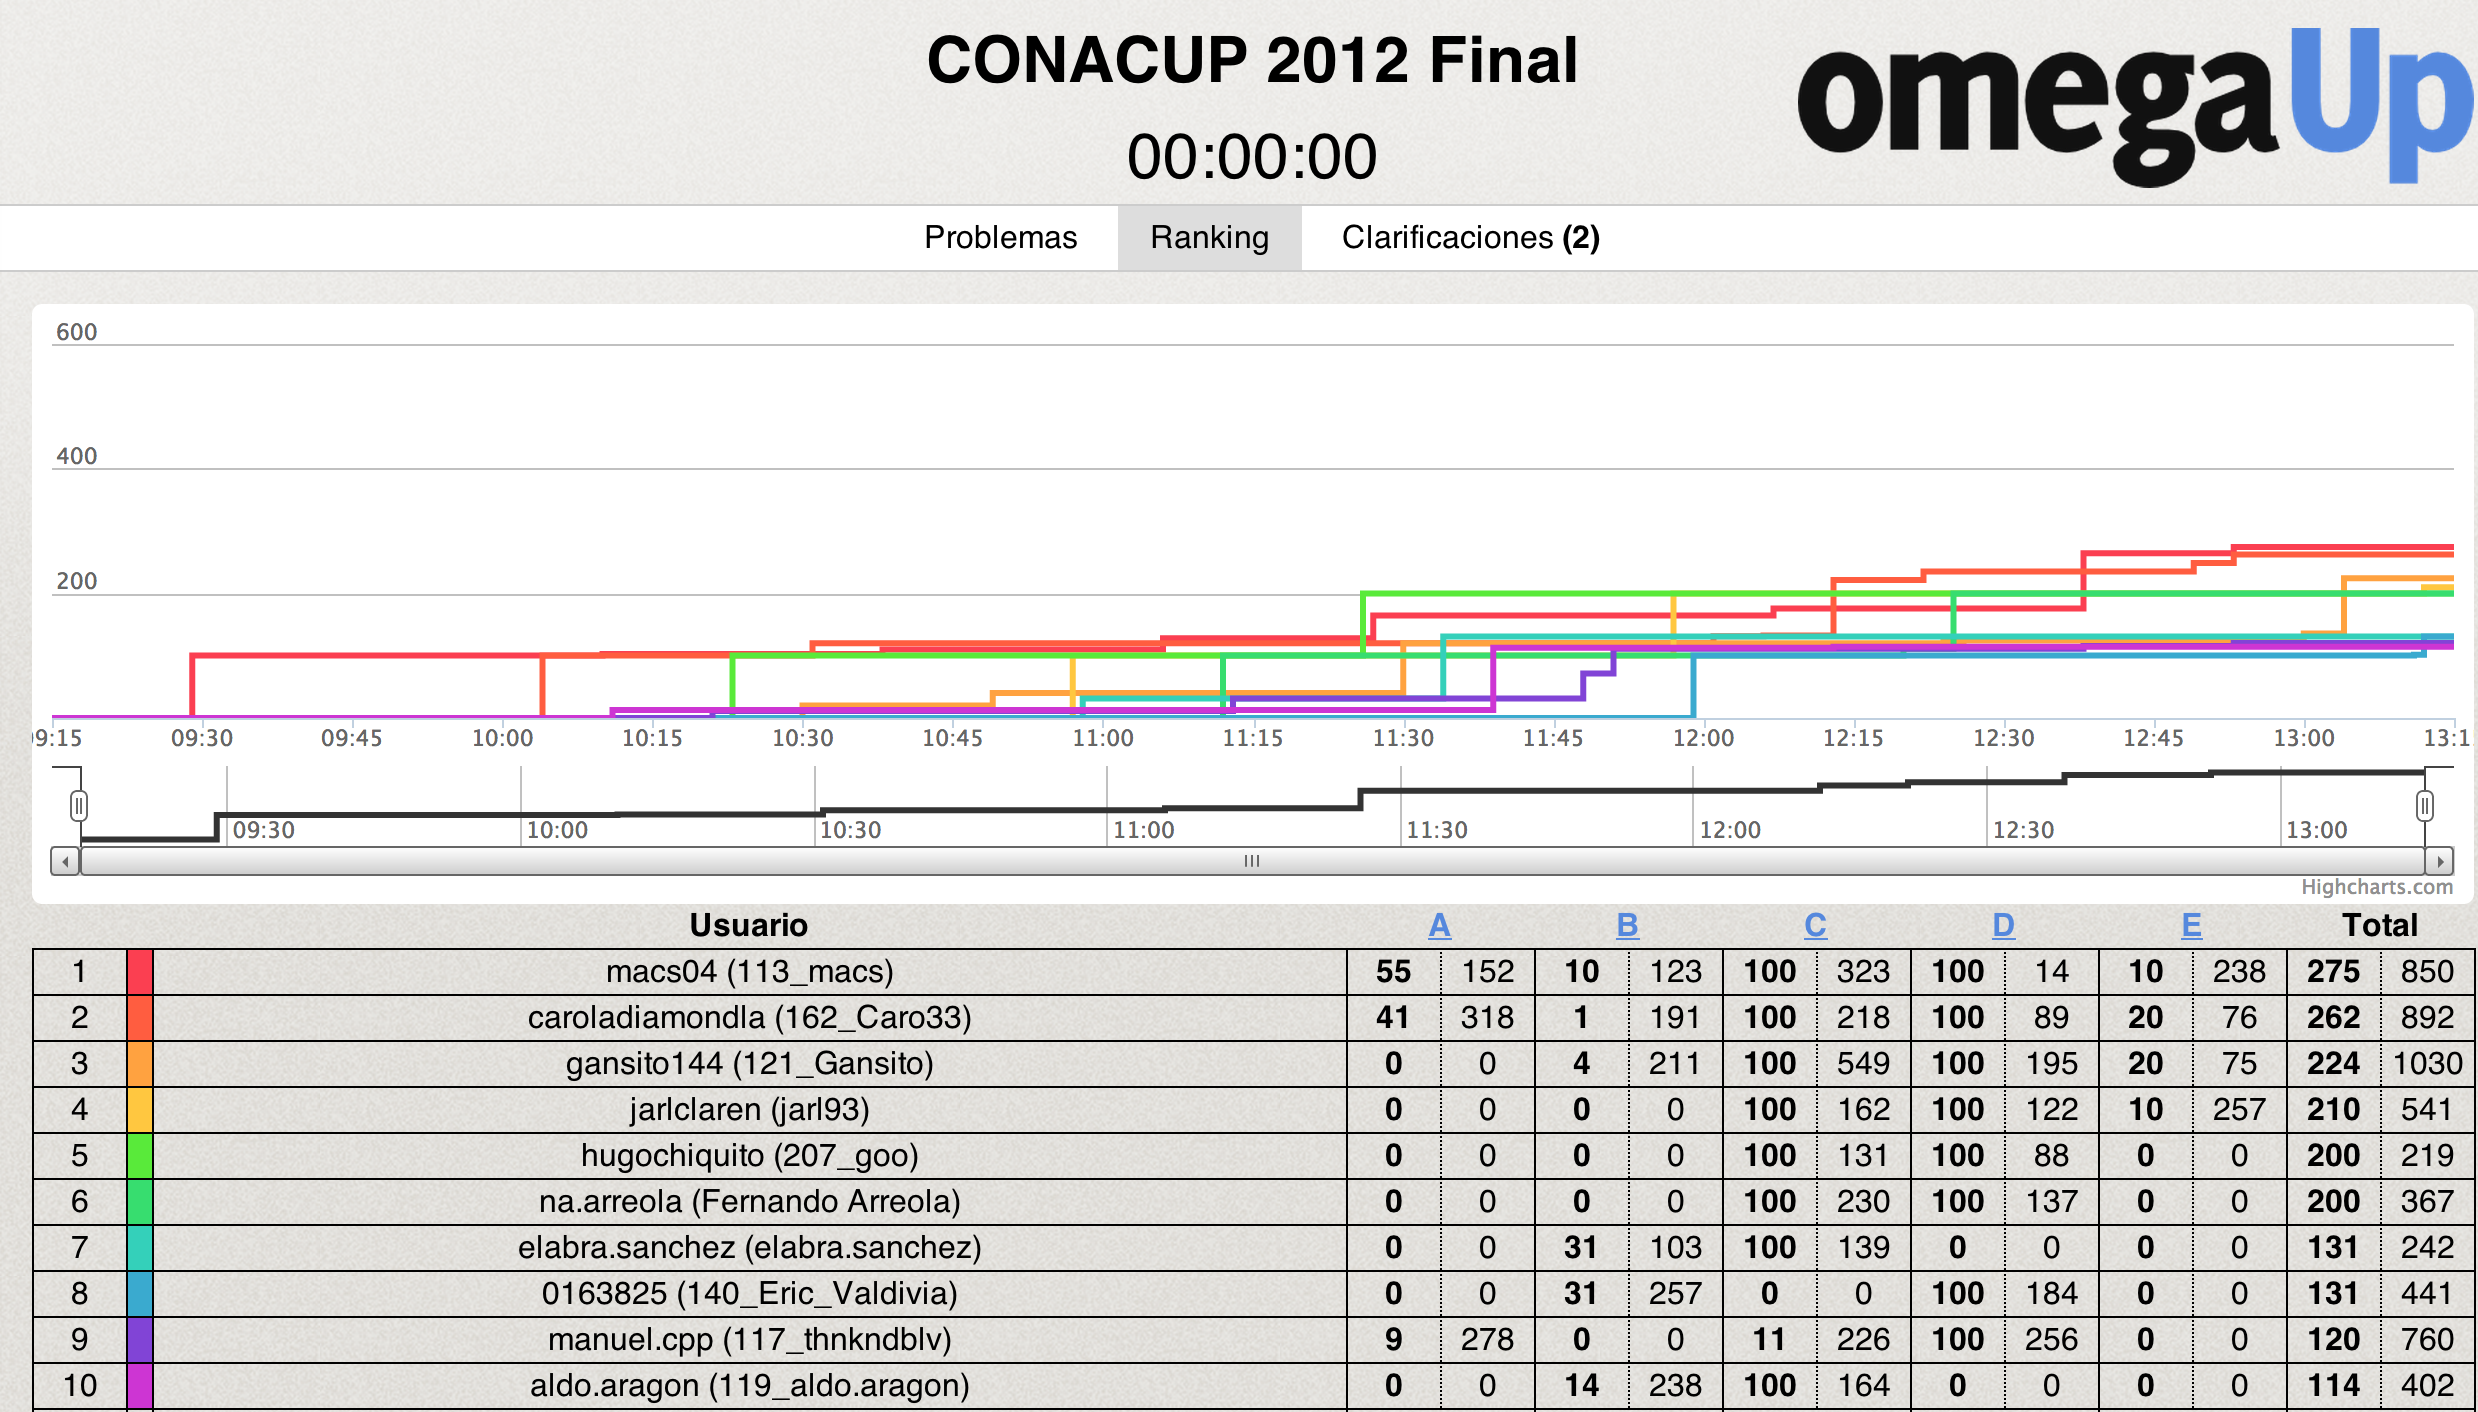 CONACUP 2012 Final
omegaUp
00:00:00
Problemas Ranking Clarificaciones (2)
600
400
200
9:15 09:30 09:45 10:00 10:15 10:30 10:45 11:00 11:15 11:30 11:45 12:00 12:15 12:30 12:45 13:00 13:1
09:30 10:00 10:30 11:00 11:30 12:00 12:30 13:00
Highcharts.com
Usuario A B C D E Total
1 macs04 (113_macs) 55 152 10 123 100 323 100 14 10 238 275 850
2 caroladiamondla (162_Caro33) 41 318 1 191 100 218 100 89 20 76 262 892
3 gansito144 (121_Gansito) 0 0 4 211 100 549 100 195 20 75 224 1030
4 jarlclaren (jarl93) 0 0 0 0 100 162 100 122 10 257 210 541
5 hugochiquito (207_goo) 0 0 0 0 100 131 100 88 0 0 200 219
6 na.arreola (Fernando Arreola) 0 0 0 0 100 230 100 137 0 0 200 367
7 elabra.sanchez (elabra.sanchez) 0 0 31 103 100 139 0 0 0 0 131 242
8 0163825 (140_Eric_Valdivia) 0 0 31 257 0 0 100 184 0 0 131 441
9 manuel.cpp (117_thnkndblv) 9 278 0 0 11 226 100 256 0 0 120 760
10 aldo.aragon (119_aldo.aragon) 0 0 14 238 100 164 0 0 0 0 114 402